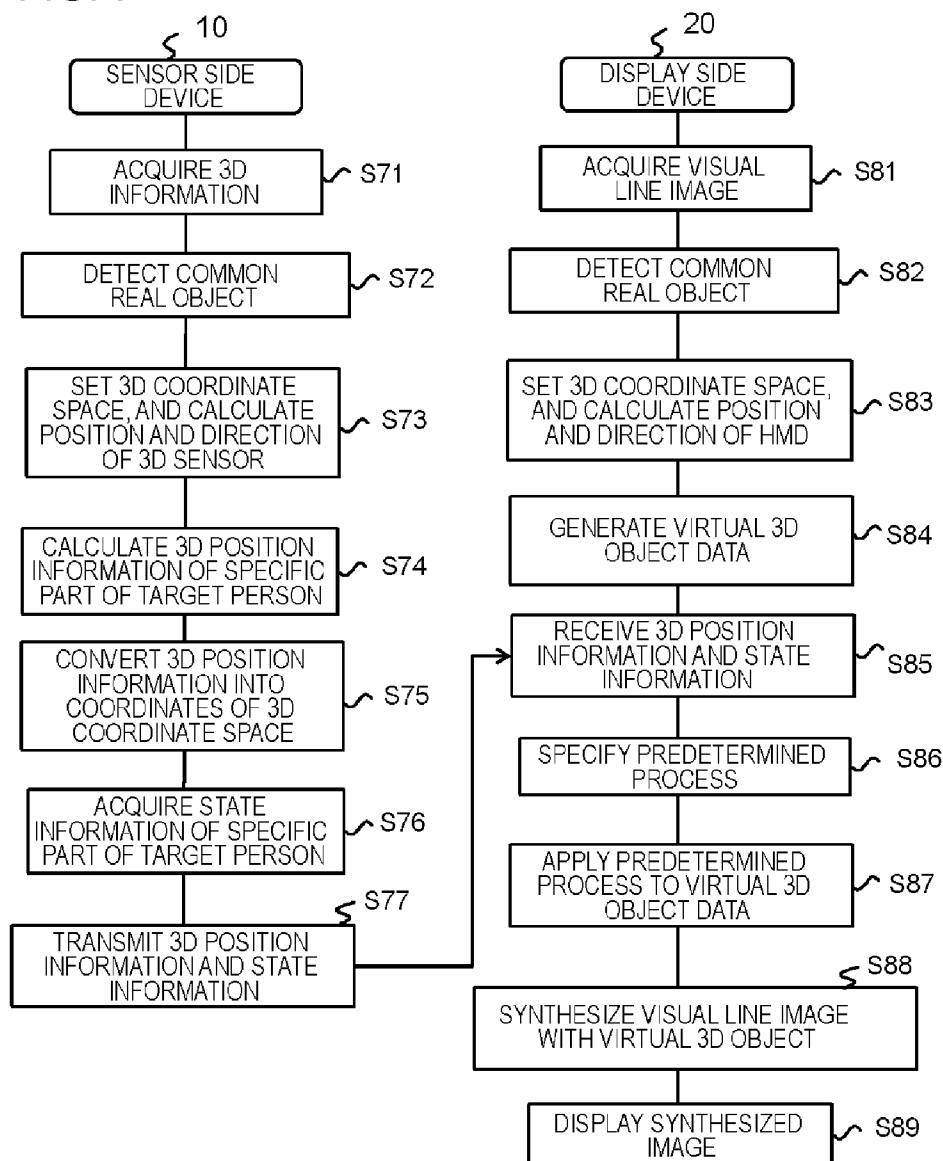 10
SENSOR SIDE
DEVICE
ACQUIRE 3D
INFORMATION
S71
DETECT COMMON
REAL OBJECT
S72
SET 3D COORDINATE
SPACE, AND CALCULATE
POSITION AND DIRECTION
OF 3D SENSOR
S73
CALCULATE 3D POSITION
INFORMATION OF SPECIFIC
PART OF TARGET PERSON
S74
CONVERT 3D POSITION
INFORMATION INTO
COORDINATES OF 3D
COORDINATE SPACE
S75
ACQUIRE STATE
INFORMATION OF SPECIFIC
PART OF TARGET PERSON
S76
S77
TRANSMIT 3D POSITION
INFORMATION AND STATE
INFORMATION
20
DISPLAY SIDE
DEVICE
ACQUIRE VISUAL
LINE IMAGE
S81
DETECT COMMON
REAL OBJECT
S82
SET 3D COORDINATE SPACE,
AND CALCULATE POSITION
AND DIRECTION OF HMD
S83
GENERATE VIRTUAL 3D
OBJECT DATA
S84
RECEIVE 3D POSITION
INFORMATION AND STATE
INFORMATION
S85
SPECIFY PREDETERMINED
PROCESS
S86
APPLY PREDETERMINED
PROCESS TO VIRTUAL 3D
OBJECT DATA
S87
S88
SYNTHESIZE VISUAL LINE IMAGE
WITH VIRTUAL 3D OBJECT
DISPLAY SYNTHESIZED
IMAGE
S89